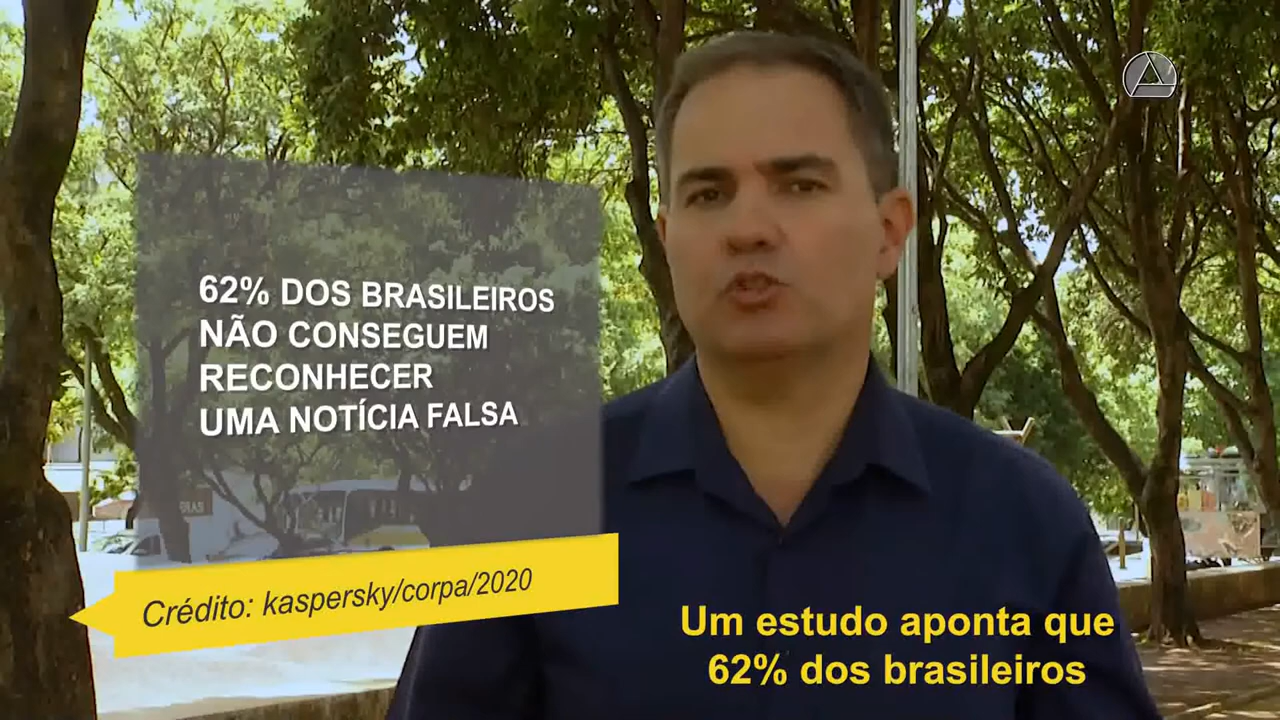 62% DOS BRASILEIROS
NÃO CONSEGUEM
RECONHECER
UMA NOTÍCIA FALSA
Crédito: kaspersky/corpa/2020
Um estudo aponta que
62% dos brasileiros